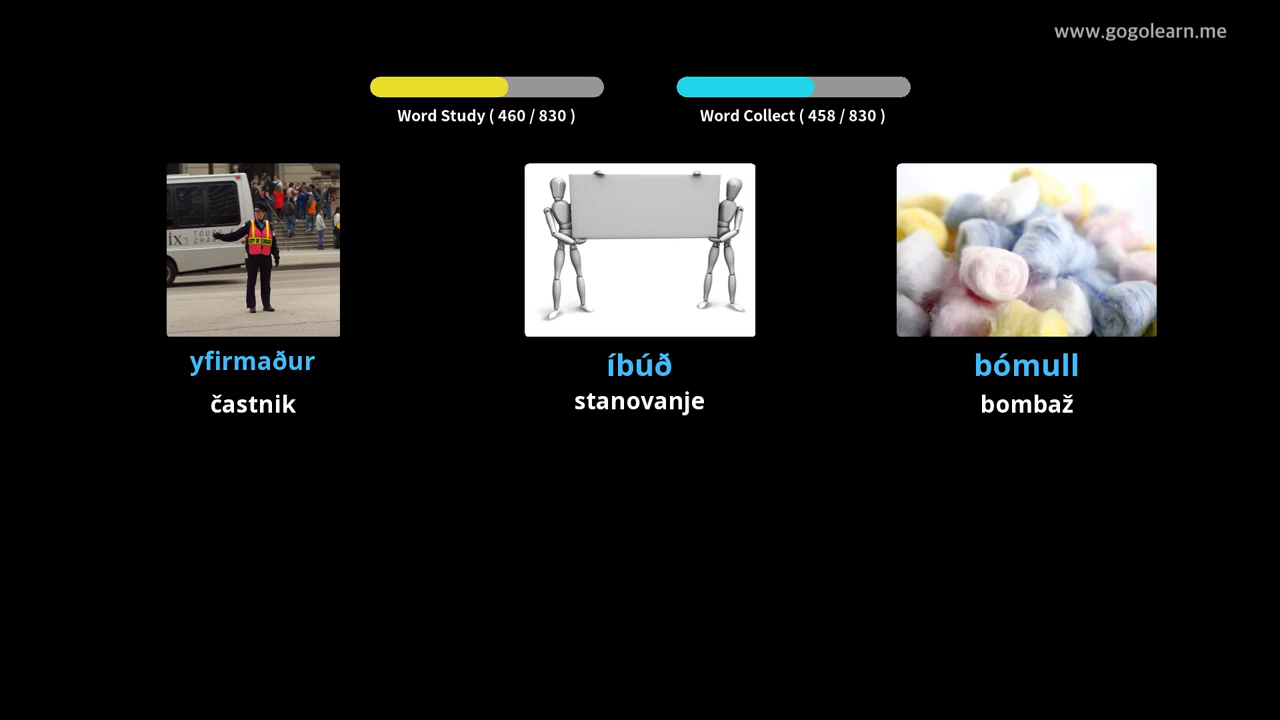 www.gogolearn.me
Word Study ( 460 / 830 )
Word Collect ( 458 / 830 )
yfirmaður
častnik
íbúð
stanovanje
bómull
bombaž